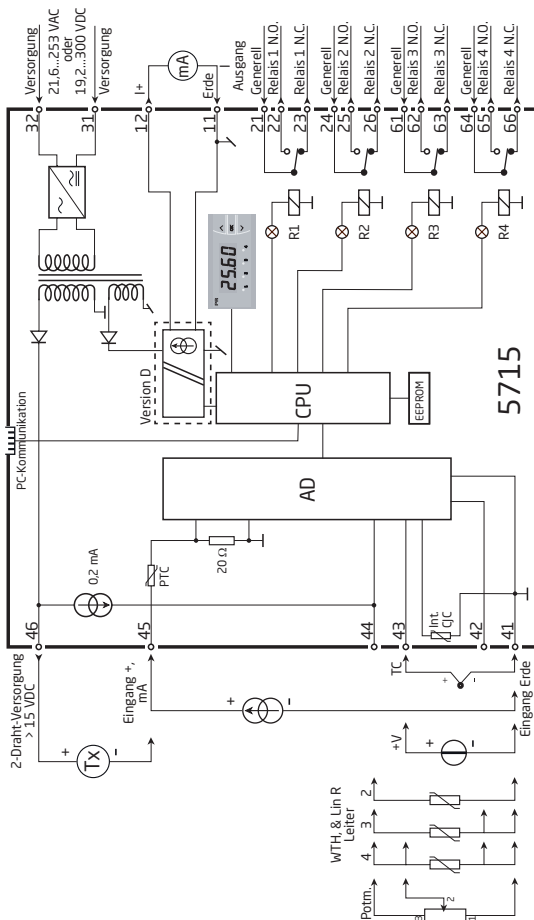 Versorgung
21,6...253 VAC
oder
19,2...300 VDC
Versorgung
I+
mA
Erde
Ausgang
Generell
Relais 1 N.O.
Relais 1 N.C.
Generell
Relais 2 N.O.
Relais 2 N.C.
Generell
Relais 3 N.O.
Relais 3 N.C.
Generell
Relais 4 N.O.
Relais 4 N.C.
32
31
12
11
21
22
23
24
25
26
61
62
63
64
65
66
R1
R2
R3
R4
25.60
PC-Kommunikation
Version D
CPU
EEPROM
5715
AD
0,2 mA
PTC
20 Ω
Int.
CJC
46
45
44
43
42
41
2-Draht-Versorgung
> 15 VDC
Eingang +,
mA
TC
Eingang Erde
+
Tx
-
+
-
+
-
+V
+
-
WTH, & Lin R
Leiter
2
3
4
Potm.
3
2
1